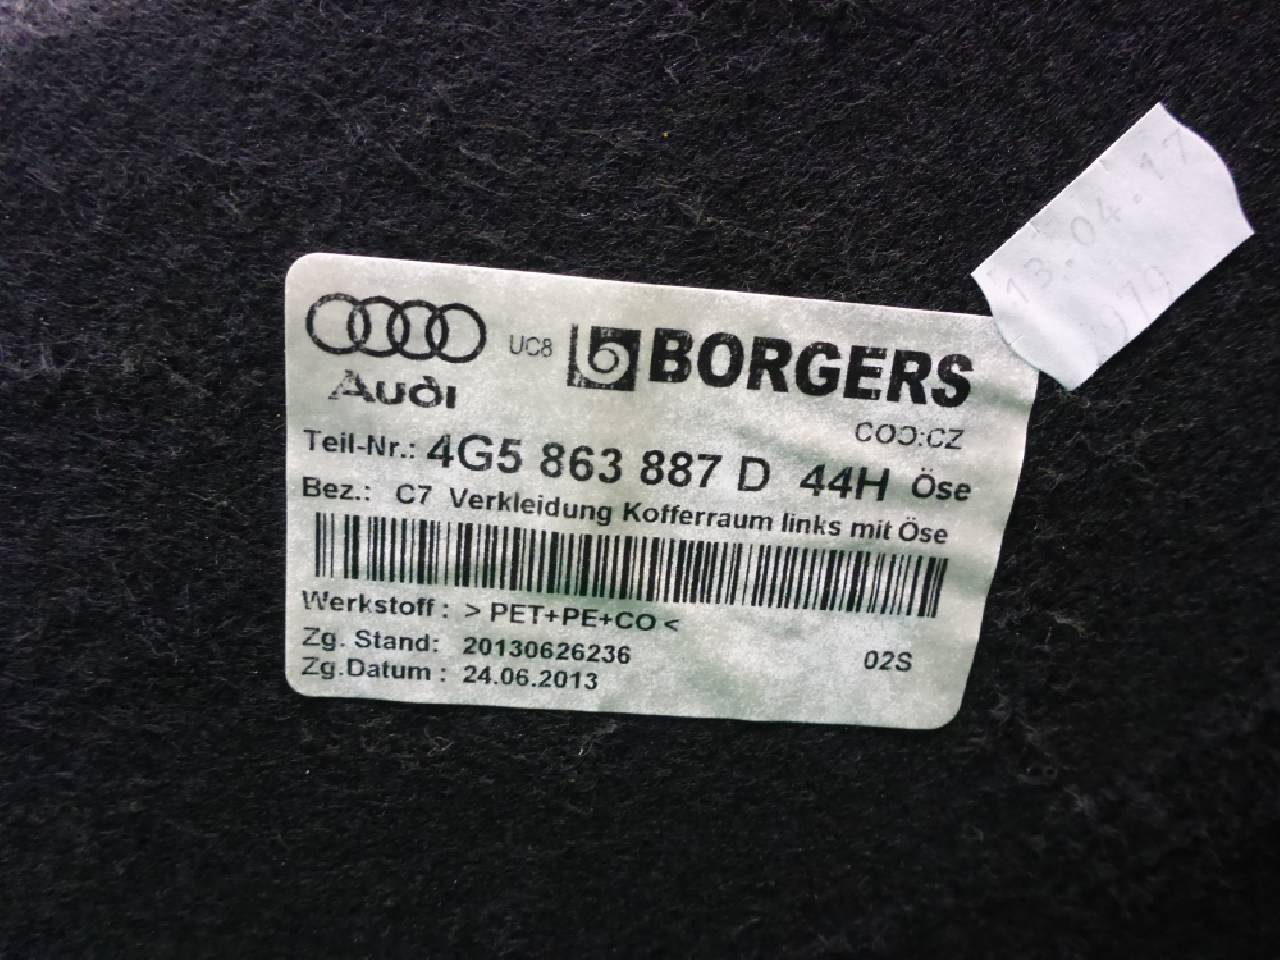 Audi
UC8
BORGERS
COO:CZ
Teil-Nr.: 4G5 863 887 D 44H Öse
Bez.: C7 Verkleidung Kofferraum links mit Öse
Werkstoff : > PET+PE+CO <
Zg. Stand: 20130626236
02S
Zg.Datum : 24.06.2013
13.04.17